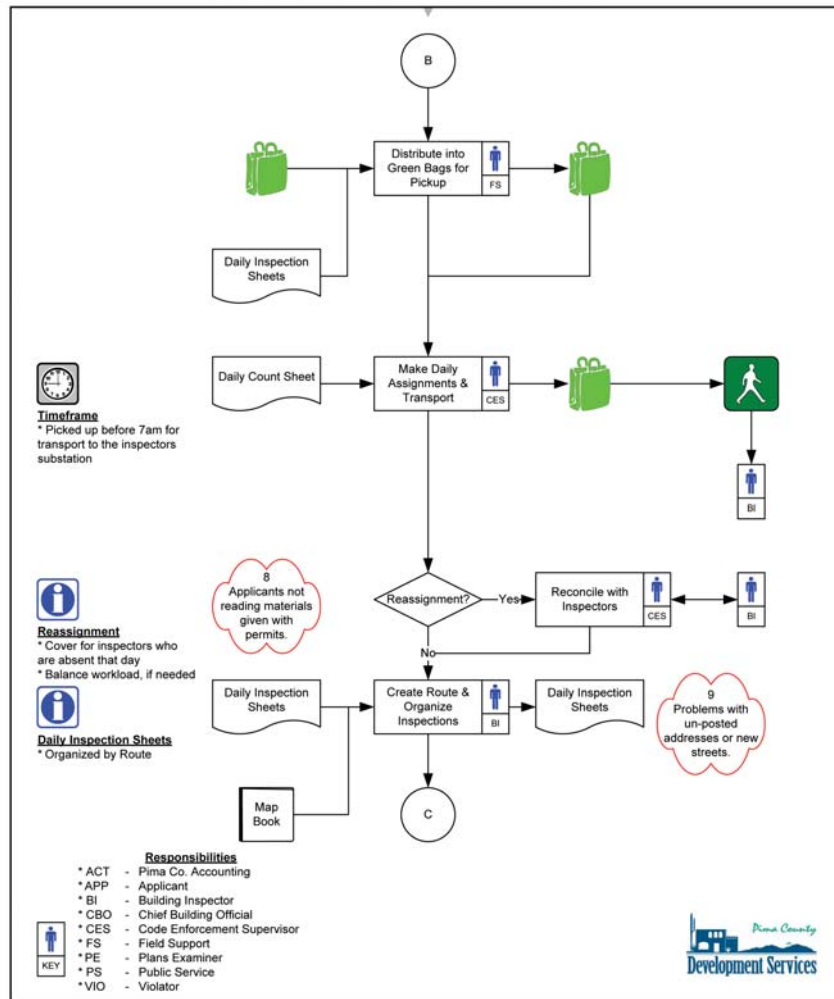 B
Distribute into
Green Bags for
Pickup
FS
Daily Inspection
Sheets
Timeframe
* Picked up before 7am for
transport to the inspectors
substation
Daily Count Sheet
Make Daily
Assignments &
Transport
CES
BI
Reassignment
* Cover for inspectors who
are absent that day
* Balance workload, if needed
8
Applicants not
reading materials
given with
permits.
Reassignment?
Yes
Reconcile with
Inspectors
CES
BI
No
Daily Inspection Sheets
* Organized by Route
Daily Inspection
Sheets
Map
Book
Create Route &
Organize
Inspections
BI
Daily Inspection
Sheets
9
Problems with
un-posted
addresses or new
streets.
C
Responsibilities
* ACT - Pima Co. Accounting
* APP - Applicant
* BI - Building Inspector
* CBO - Chief Building Official
* CES - Code Enforcement Supervisor
* FS - Field Support
* PE - Plans Examiner
* PS - Public Service
* VIO - Violator
KEY
Pima County
Development Services